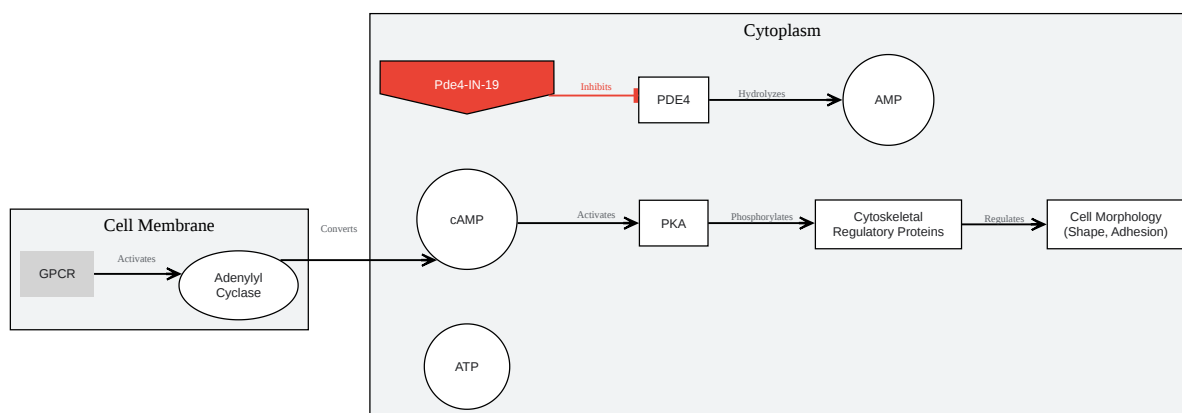 Cytoplasm
Pde4-IN-19
Inhibits
PDE4
Hydrolyzes
AMP
Cell Membrane
GPCR
Activates
Adenylyl
Cyclase
Converts
cAMP
Activates
PKA
Phosphorylates
Cytoskeletal
Regulatory Proteins
Regulates
Cell Morphology
(Shape, Adhesion)
ATP